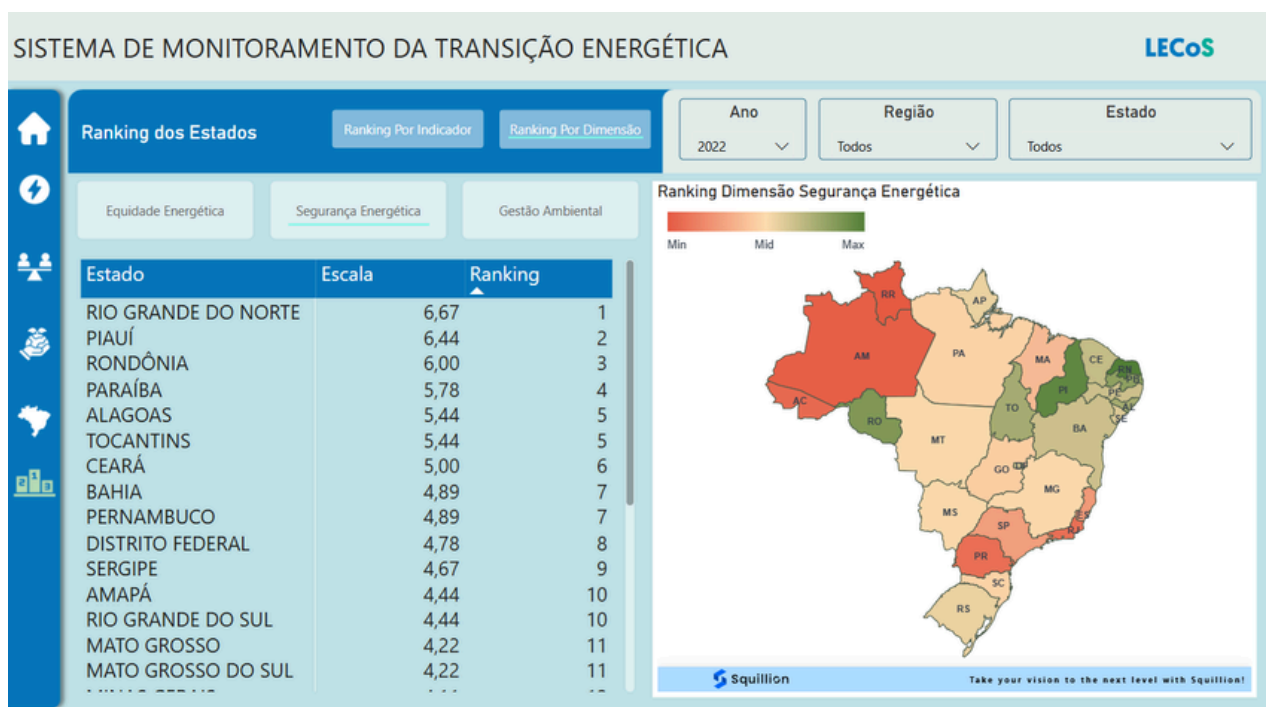 SISTEMA DE MONITORAMENTO DA TRANSIÇÃO ENERGÉTICA
LECoS
Ranking dos Estados
Ranking Por Indicador
Ranking Por Dimensão
Ano
2022
Região
Todos
Estado
Todos
Equidade Energética
Segurança Energética
Gestão Ambiental
Estado Escala Ranking
RIO GRANDE DO NORTE 6,67 1
PIAUÍ 6,44 2
RONDÔNIA 6,00 3
PARAÍBA 5,78 4
ALAGOAS 5,44 5
TOCANTINS 5,44 5
CEARÁ 5,00 6
BAHIA 4,89 7
PERNAMBUCO 4,89 7
DISTRITO FEDERAL 4,78 8
SERGIPE 4,67 9
AMAPÁ 4,44 10
RIO GRANDE DO SUL 4,44 10
MATO GROSSO 4,22 11
MATO GROSSO DO SUL 4,22 11
Ranking Dimensão Segurança Energética
Min Mid Max
RR
AP
AM
PA
MA
CE
RN
PB
PI
PE
AC
AL
TO
SE
RO
BA
MT
GO
MG
MS
ES
SP
RJ
PR
SC
RS
Squillion
Take your vision to the next level with Squillion!
2 1 3